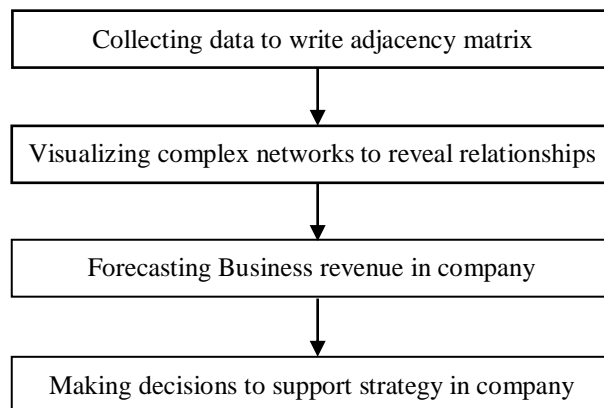 Collecting data to write adjacency matrix
Visualizing complex networks to reveal relationships
Forecasting Business revenue in company
Making decisions to support strategy in company